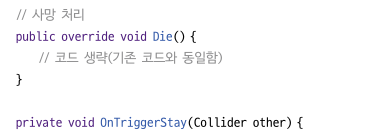 // 사망 처리
public override void Die() {
// 코드 생략(기존 코드와 동일함)
}
private void OnTriggerStay(Collider other) {